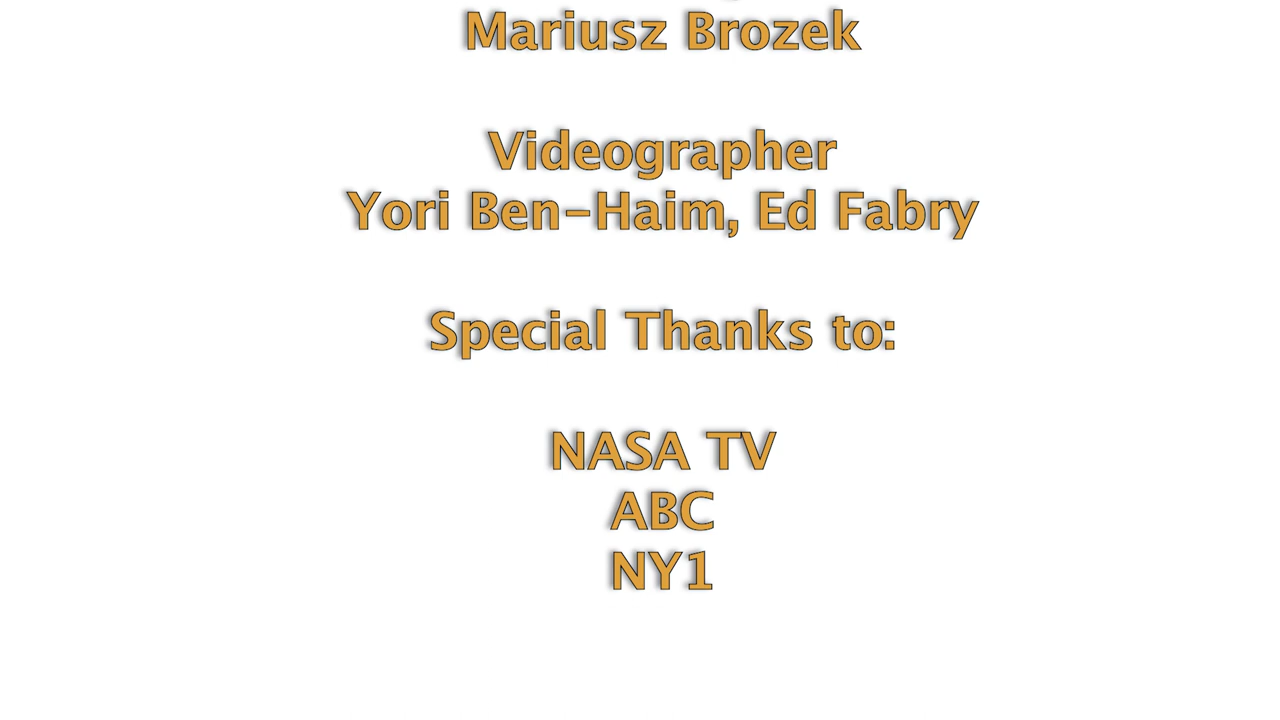 Mariusz Brozek
Videographer
Yori Ben-Haim, Ed Fabry
Special Thanks to:
NASA TV
ABC
NY1